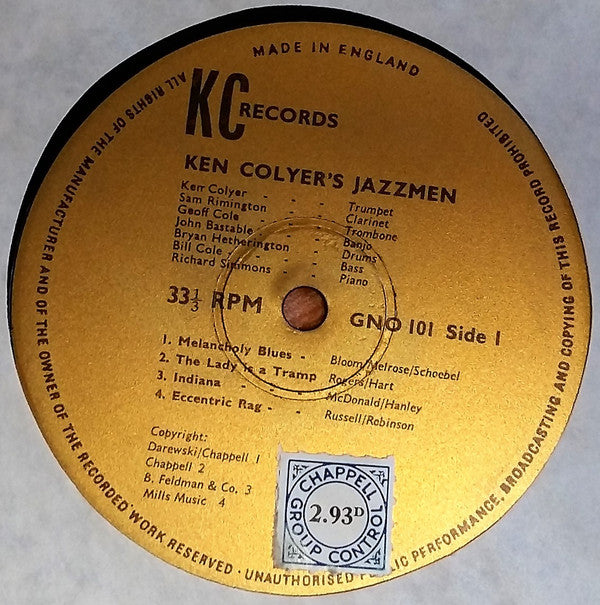 MADE IN ENGLAND
KC RECORDS
KEN COLYER'S JAZZMEN
Ken Colyer - - Trumpet
Sam Rimington - - Clarinet
Geoff Cole - - Trombone
John Bastable - - Banjo
Bryan Hetherington - - Drums
Bill Cole - - Bass
Richard Simmons - - Piano
33⅓ RPM
GNO 101 Side 1
1. Melancholy Blues - Bloom/Melrose/Schoebel
2. The Lady is a Tramp - Rogers/Hart
3. Indiana - - McDonald/Hanley
4. Eccentric Rag - - Russell/Robinson
Copyright:
Darewski/Chappell 1
Chappell 2
B. Feldman & Co. 3
Mills Music 4
CHAPPELL
2.93D
GROUP CONTROL
ALL RIGHTS OF THE MANUFACTURER AND OF THE OWNER OF THE RECORDED WORK RESERVED · UNAUTHORISED PUBLIC PERFORMANCE, BROADCASTING AND COPYING OF THIS RECORD PROHIBITED